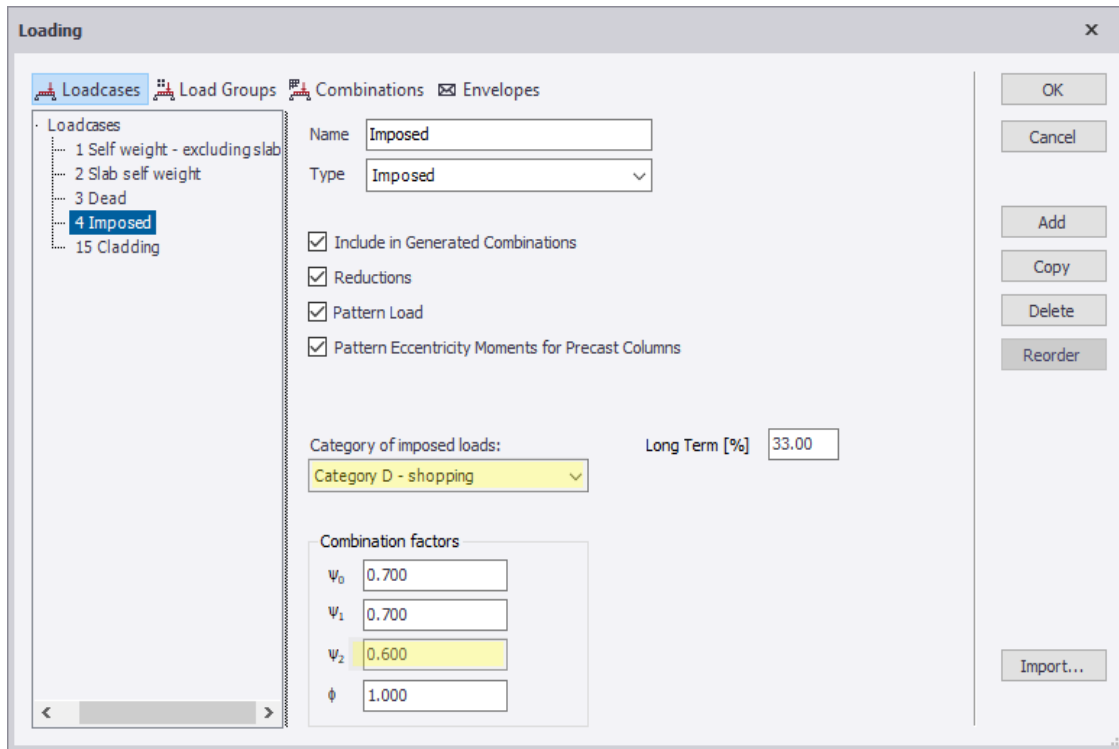 Loading
Loadcases Load Groups Combinations Envelopes
Loadcases
1 Self weight - excluding slab
2 Slab self weight
3 Dead
4 Imposed
15 Cladding
Name Imposed
Type Imposed
Include in Generated Combinations
Reductions
Pattern Load
Pattern Eccentricity Moments for Precast Columns
Category of imposed loads: Long Term [%] 33.00
Category D - shopping
Combination factors
Ψ0 0.700
Ψ1 0.700
Ψ2 0.600
ϕ 1.000
OK
Cancel
Add
Copy
Delete
Reorder
Import...